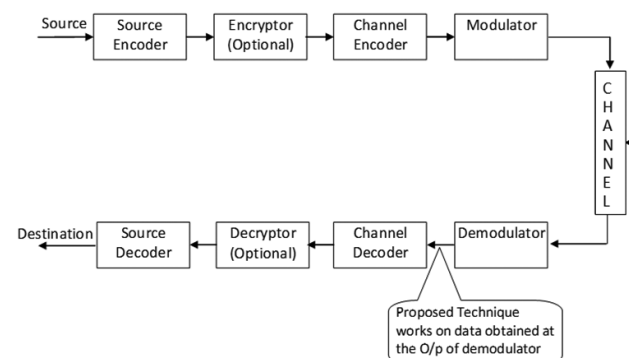 Source
Source
Encoder
Encryptor
(Optional)
Channel
Encoder
Modulator
C
H
A
N
N
E
L
Destination
Source
Decoder
Decryptor
(Optional)
Channel
Decoder
Demodulator
Proposed Technique
works on data obtained at
the O/p of demodulator